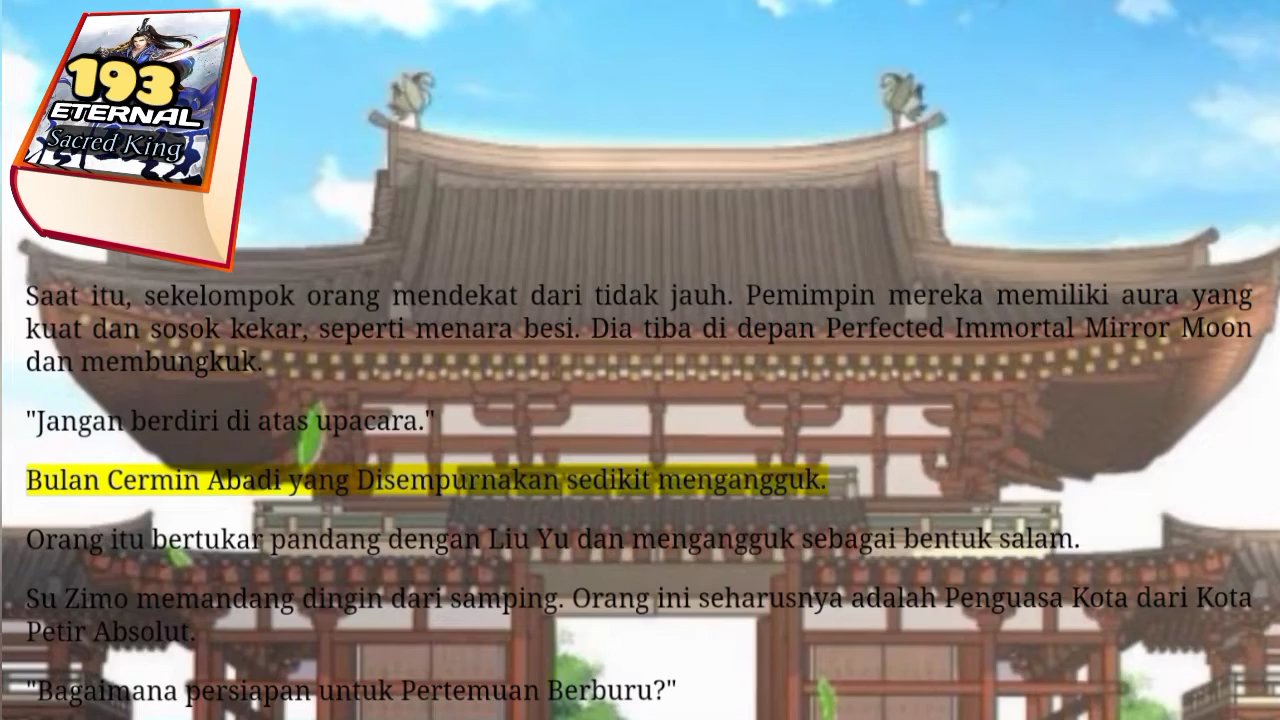 193
ETERNAL
Sacred King
Saat itu, sekelompok orang mendekat dari tidak jauh. Pemimpin mereka memiliki aura yang
kuat dan sosok kekar, seperti menara besi. Dia tiba di depan Perfected Immortal Mirror Moon
dan membungkuk.
"Jangan berdiri di atas upacara."
Bulan Cermin Abadi yang Disempurnakan sedikit mengangguk.
Orang itu bertukar pandang dengan Liu Yu dan mengangguk sebagai bentuk salam.
Su Zimo memandang dingin dari samping. Orang ini seharusnya adalah Penguasa Kota dari Kota
Petir Absolut.
"Bagaimana persiapan untuk Pertemuan Berburu?"